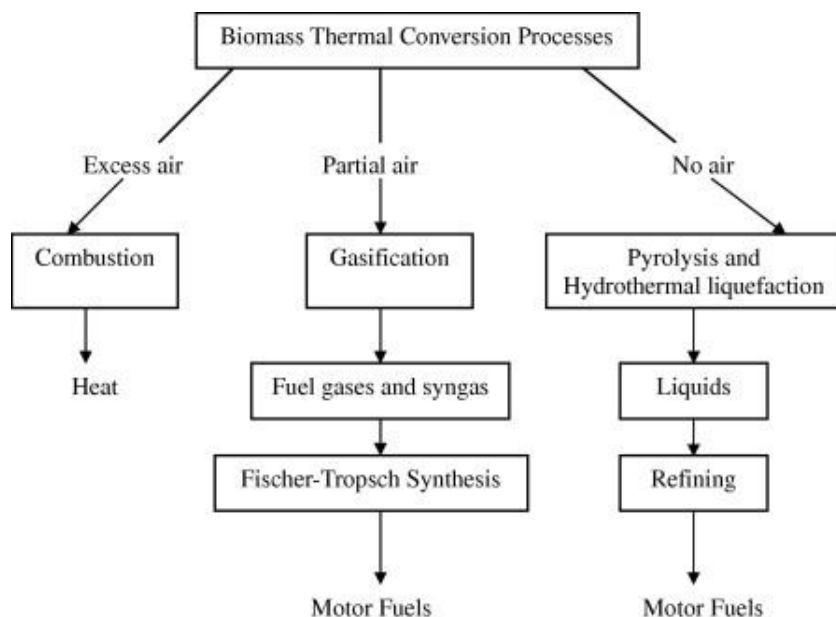 Biomass Thermal Conversion Processes
Excess air
Partial air
No air
Combustion
Gasification
Pyrolysis and
Hydrothermal liquefaction
Heat
Fuel gases and syngas
Liquids
Fischer-Tropsch Synthesis
Refining
Motor Fuels
Motor Fuels